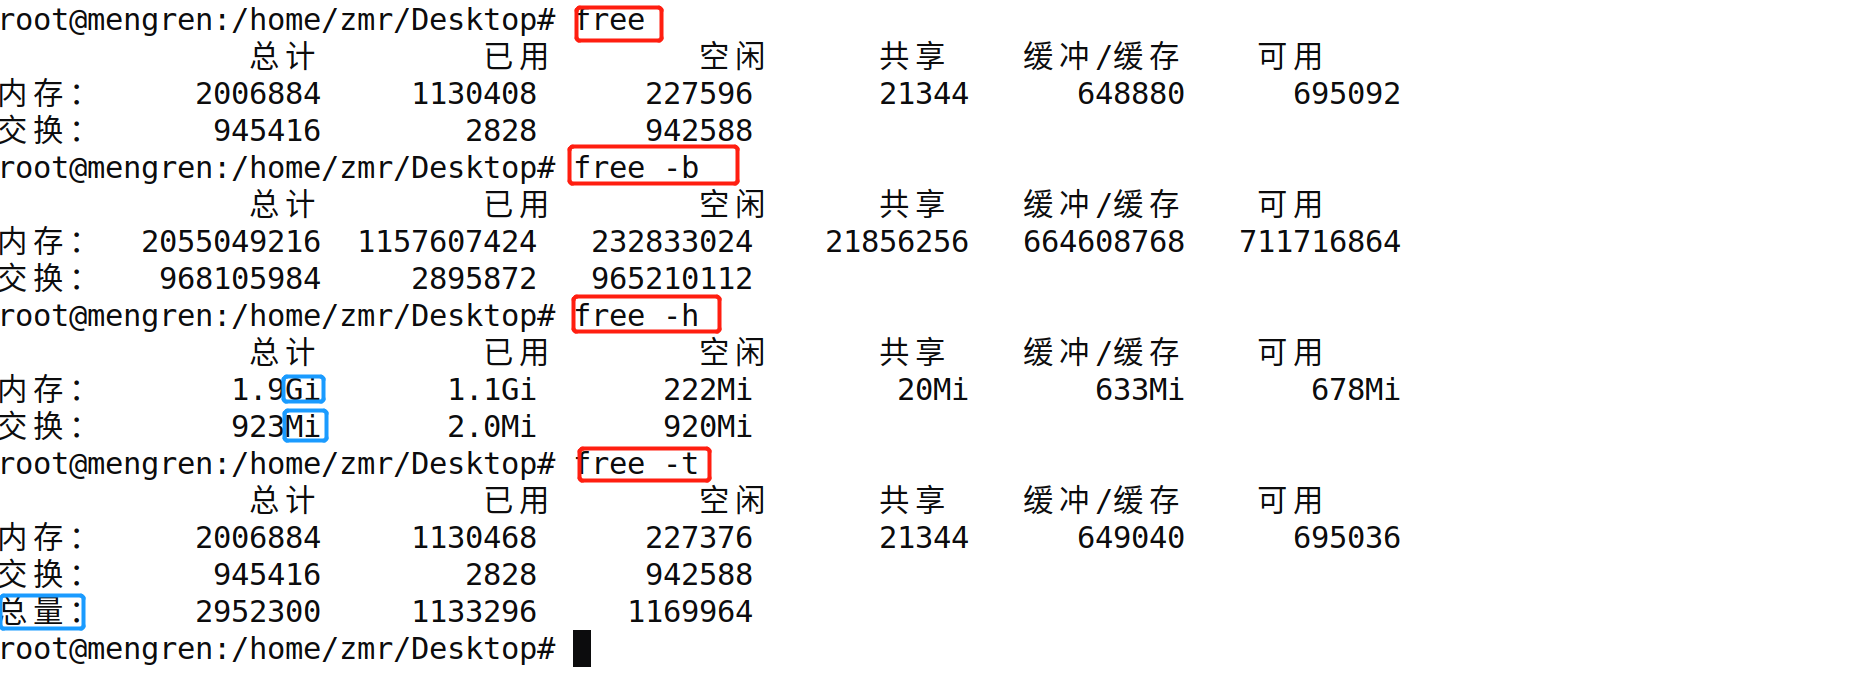 root@mengren:/home/zmr/Desktop# free
总计 已用 空闲 共享 缓冲/缓存 可用
内存: 2006884 1130408 227596 21344 648880 695092
交换: 945416 2828 942588
root@mengren:/home/zmr/Desktop# free -b
总计 已用 空闲 共享 缓冲/缓存 可用
内存: 2055049216 1157607424 232833024 21856256 664608768 711716864
交换: 968105984 2895872 965210112
root@mengren:/home/zmr/Desktop# free -h
总计 已用 空闲 共享 缓冲/缓存 可用
内存: 1.9Gi 1.1Gi 222Mi 20Mi 633Mi 678Mi
交换: 923Mi 2.0Mi 920Mi
root@mengren:/home/zmr/Desktop# free -t
总计 已用 空闲 共享 缓冲/缓存 可用
内存: 2006884 1130468 227376 21344 649040 695036
交换: 945416 2828 942588
总量: 2952300 1133296 1169964
root@mengren:/home/zmr/Desktop#